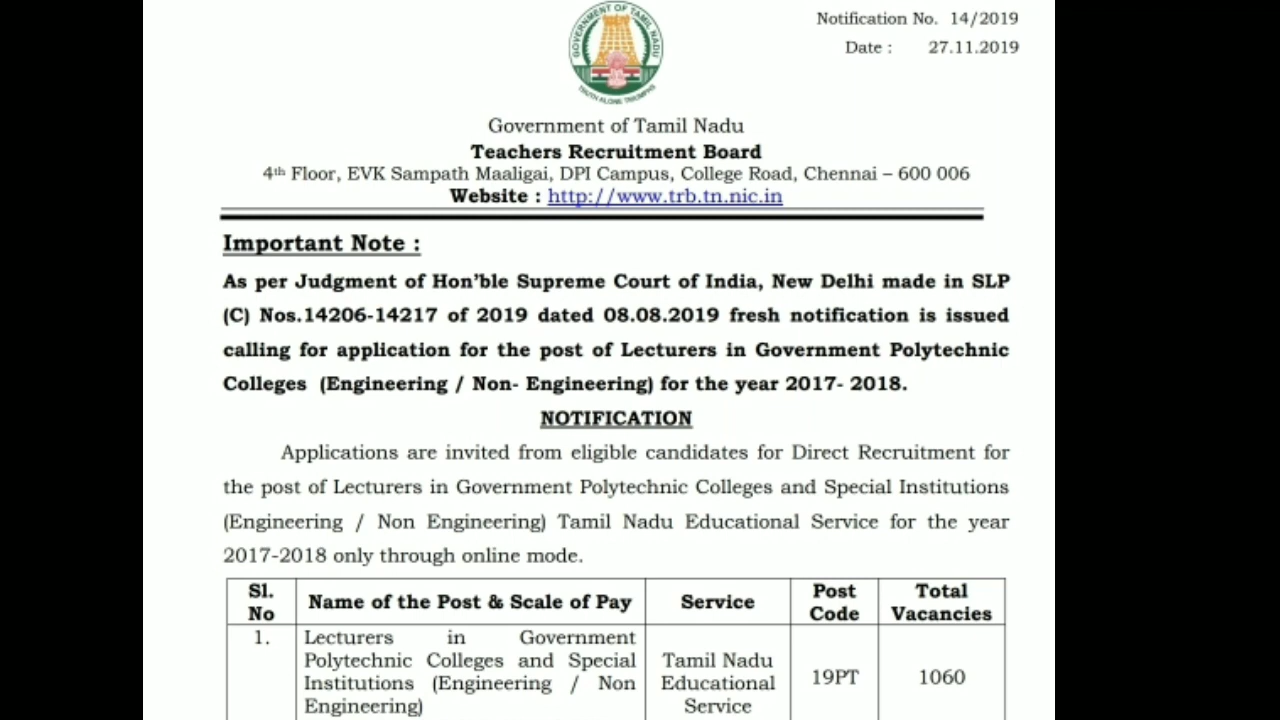 Notification No. 14/2019
Date : 27.11.2019
GOVERNMENT OF TAMIL NADU
TRUTH ALONE TRIUMPHS
Government of Tamil Nadu
Teachers Recruitment Board
4th Floor, EVK Sampath Maaligai, DPI Campus, College Road, Chennai – 600 006
Website : http://www.trb.tn.nic.in
Important Note :
As per Judgment of Hon'ble Supreme Court of India, New Delhi made in SLP
(C) Nos.14206-14217 of 2019 dated 08.08.2019 fresh notification is issued
calling for application for the post of Lecturers in Government Polytechnic
Colleges (Engineering / Non- Engineering) for the year 2017- 2018.
NOTIFICATION
Applications are invited from eligible candidates for Direct Recruitment for
the post of Lecturers in Government Polytechnic Colleges and Special Institutions
(Engineering / Non Engineering) Tamil Nadu Educational Service for the year
2017-2018 only through online mode.
Sl. No Name of the Post & Scale of Pay Service Post Code Total Vacancies
1. Lecturers in Government
Polytechnic Colleges and Special
Institutions (Engineering / Non
Engineering)
Tamil Nadu
Educational
Service
19PT
1060